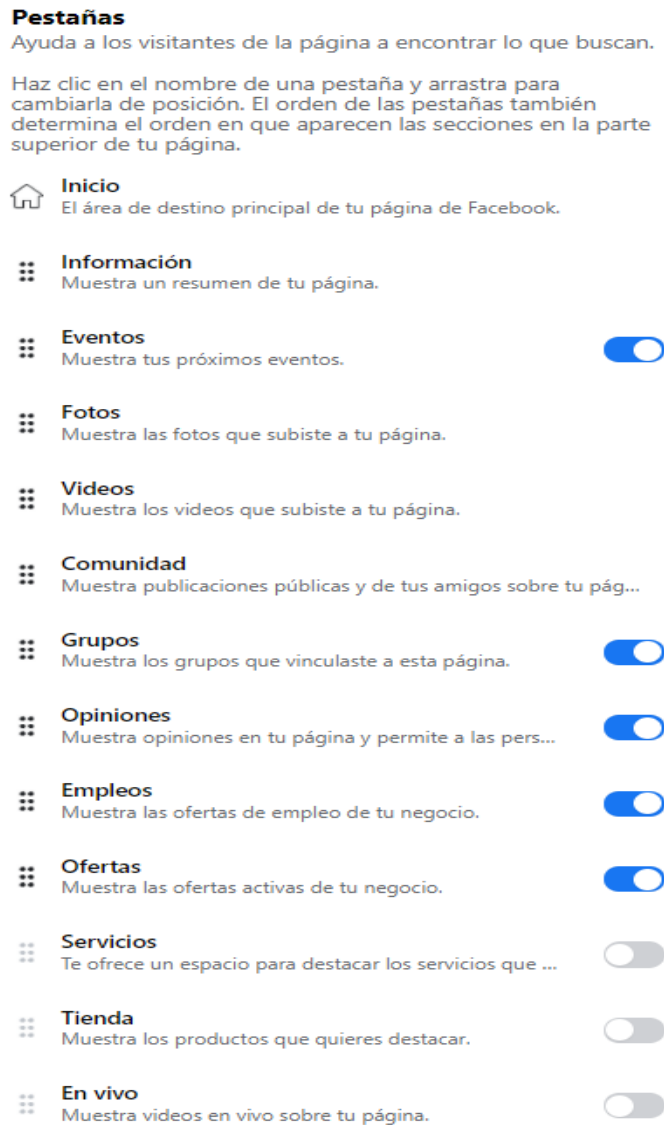 Pestañas
Ayuda a los visitantes de la página a encontrar lo que buscan.
Haz clic en el nombre de una pestaña y arrastra para
cambiarla de posición. El orden de las pestañas también
determina el orden en que aparecen las secciones en la parte
superior de tu página.
Inicio
El área de destino principal de tu página de Facebook.
Información
Muestra un resumen de tu página.
Eventos
Muestra tus próximos eventos.
Fotos
Muestra las fotos que subiste a tu página.
Videos
Muestra los videos que subiste a tu página.
Comunidad
Muestra publicaciones públicas y de tus amigos sobre tu pág...
Grupos
Muestra los grupos que vinculaste a esta página.
Opiniones
Muestra opiniones en tu página y permite a las pers...
Empleos
Muestra las ofertas de empleo de tu negocio.
Ofertas
Muestra las ofertas activas de tu negocio.
Servicios
Te ofrece un espacio para destacar los servicios que ...
Tienda
Muestra los productos que quieres destacar.
En vivo
Muestra videos en vivo sobre tu página.